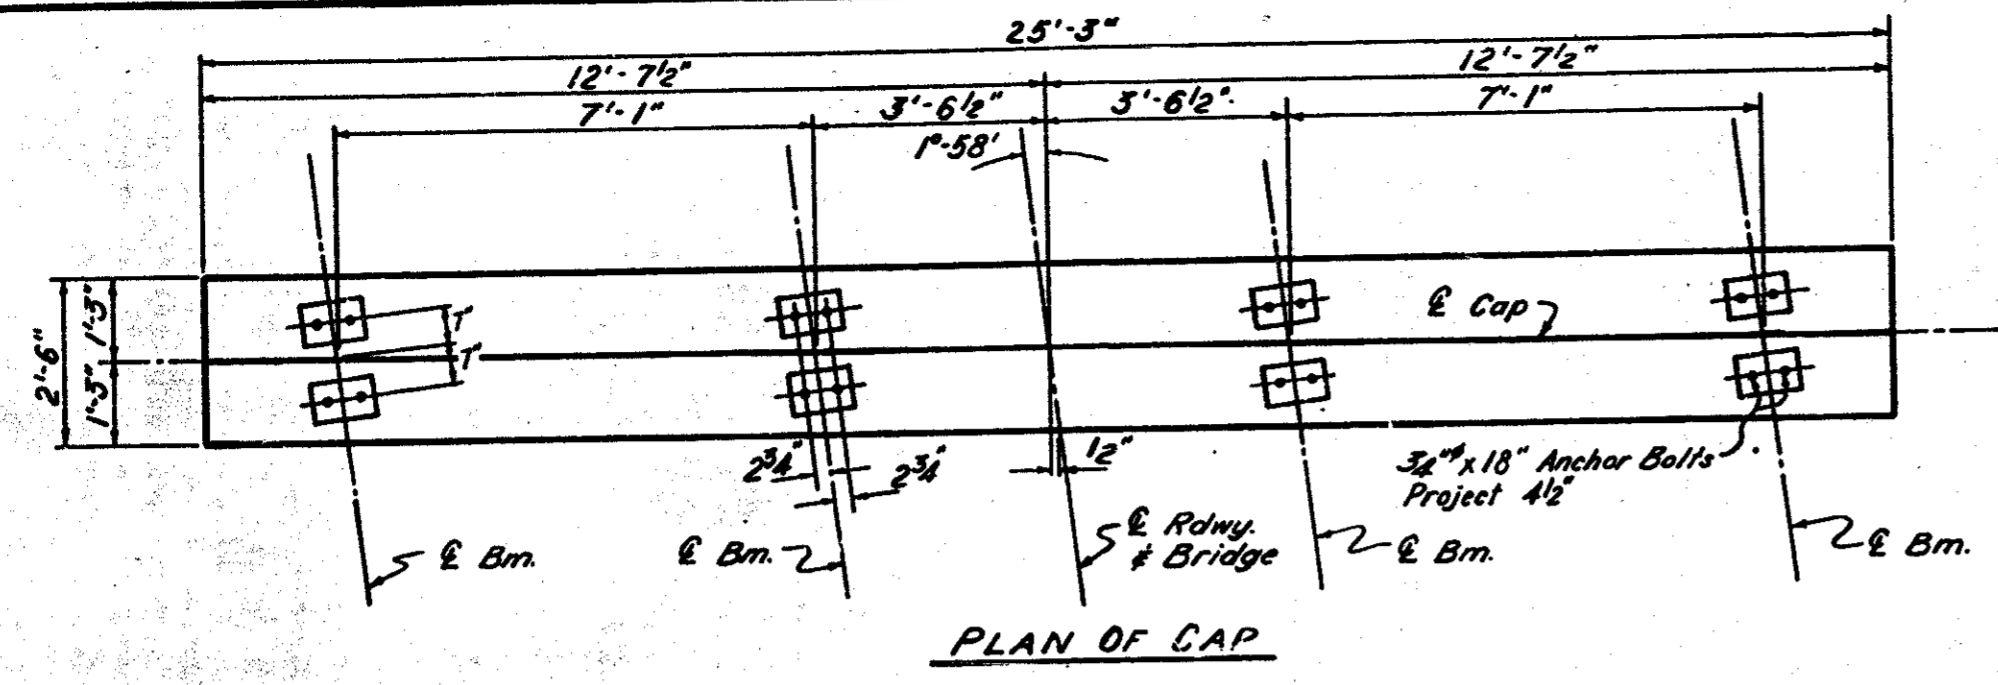 25'-3"
12'-7½" 12'-7½"
7'-1" 3'-6½" 3'-6½" 7'-1"
1°-58'
℄ Cap
2'-6"
1'-3" 1'-3"
7"
7"
2¾" 2¾" ½"
¾"ᶲ x 18" Anchor Bolts
Project 4½"
℄ Bm. ℄ Bm. ℄ Rdwy. ℄ Bm. ℄ Bm.
& Bridge
PLAN OF CAP